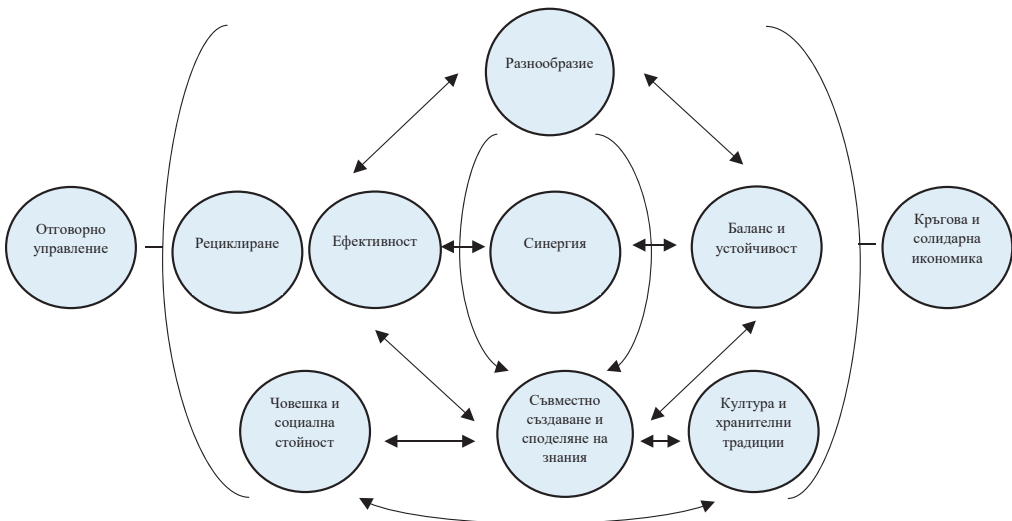 Разнообразие
Отговорно
управление
Рециклиране
Ефективност
Синергия
Баланс и
устойчивост
Кръгова и
солидарна
икономика
Човешка и
социална
стойност
Съвместно
създаване и
споделяне на
знания
Култура и
хранителни
традиции